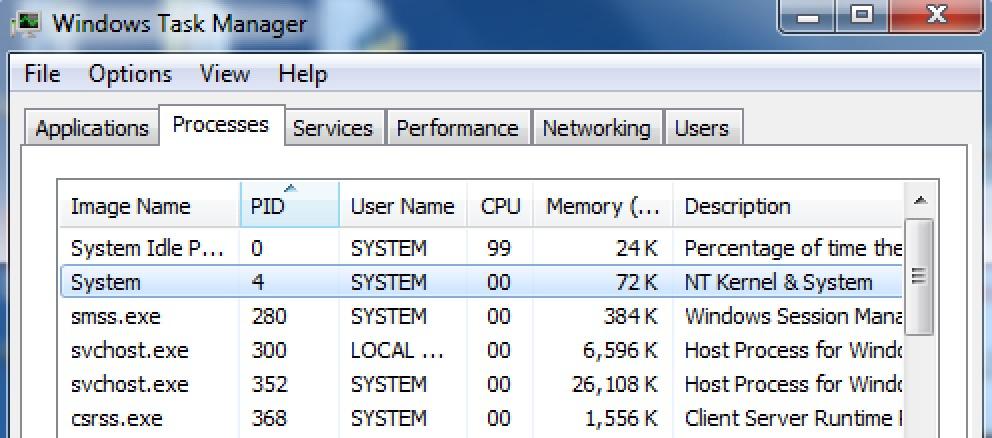 Windows Task Manager
File Options View Help
Applications Processes Services Performance Networking Users
Image Name PID User Name CPU Memory (... Description
System Idle P... 0 SYSTEM 99 24 K Percentage of time the
System 4 SYSTEM 00 72 K NT Kernel & System
smss.exe 280 SYSTEM 00 384 K Windows Session Mana
svchost.exe 300 LOCAL ... 00 6,596 K Host Process for Windo
svchost.exe 352 SYSTEM 00 26,108 K Host Process for Windo
csrss.exe 368 SYSTEM 00 1,556 K Client Server Runtime